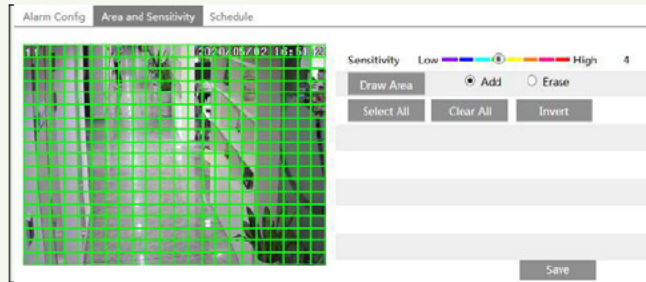 Alarm Config Area and Sensitivity Schedule
2020/05/02 16:51
Sensitivity Low High 4
Draw Area Add Erase
Select All Clear All Invert
Save